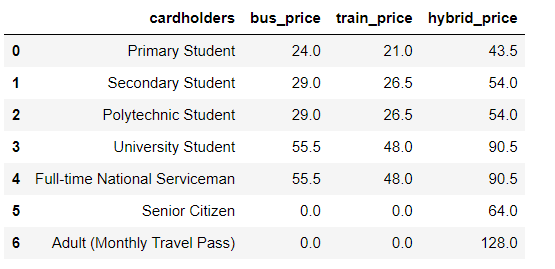 cardholders bus_price train_price hybrid_price
0 Primary Student 24.0 21.0 43.5
1 Secondary Student 29.0 26.5 54.0
2 Polytechnic Student 29.0 26.5 54.0
3 University Student 55.5 48.0 90.5
4 Full-time National Serviceman 55.5 48.0 90.5
5 Senior Citizen 0.0 0.0 64.0
6 Adult (Monthly Travel Pass) 0.0 0.0 128.0